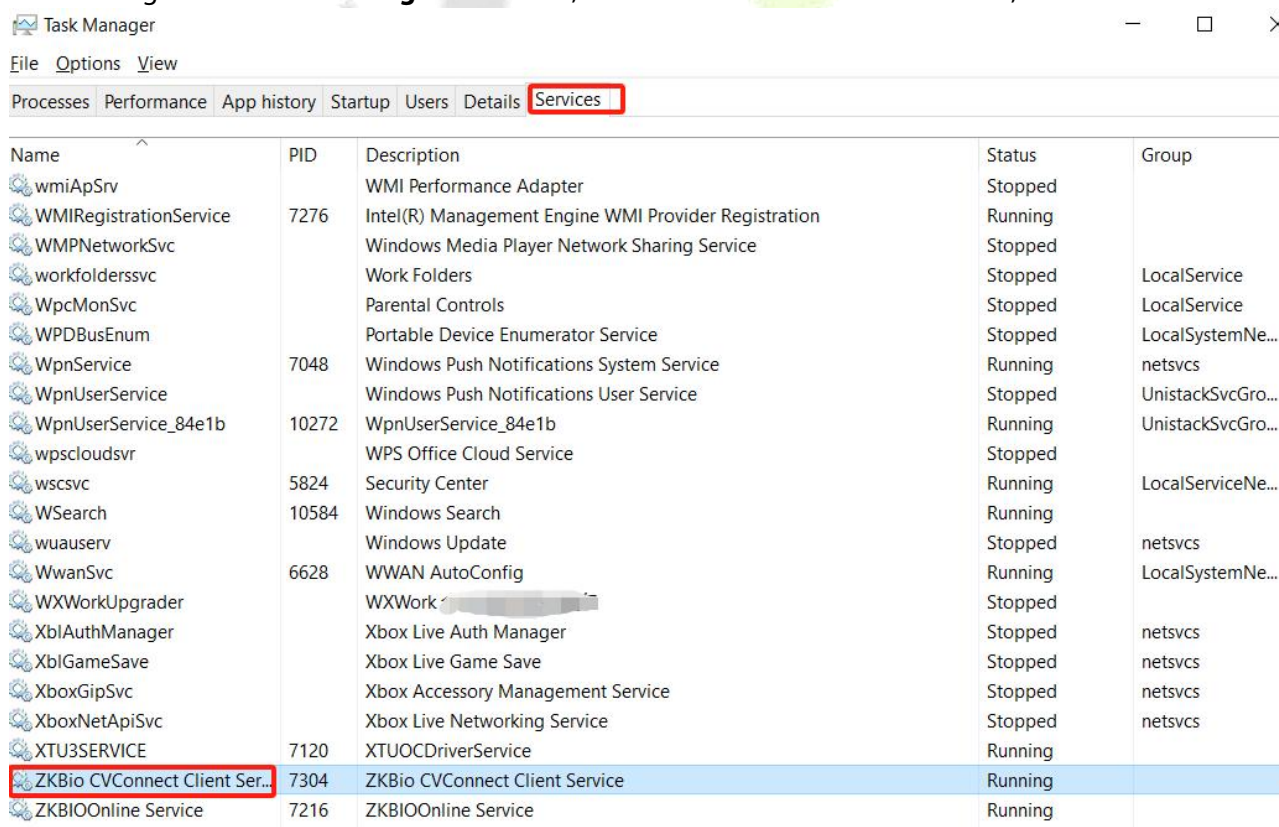 Task Manager
File Options View
Processes Performance App history Startup Users Details Services
Name PID Description Status Group
wmiApSrv WMI Performance Adapter Stopped
WMIRegistrationService 7276 Intel(R) Management Engine WMI Provider Registration Running
WMPNetworkSvc Windows Media Player Network Sharing Service Stopped
workfolderssvc Work Folders Stopped LocalService
WpcMonSvc Parental Controls Stopped LocalService
WPDBusEnum Portable Device Enumerator Service Stopped LocalSystemNe...
WpnService 7048 Windows Push Notifications System Service Running netsvcs
WpnUserService Windows Push Notifications User Service Stopped UnistackSvcGro...
WpnUserService_84e1b 10272 WpnUserService_84e1b Running UnistackSvcGro...
wpscloudsvr WPS Office Cloud Service Stopped
wscsvc 5824 Security Center Running LocalServiceNe...
WSearch 10584 Windows Search Running
wuauserv Windows Update Stopped netsvcs
WwanSvc 6628 WWAN AutoConfig Running LocalSystemNe...
WXWorkUpgrader WXWork Stopped
XblAuthManager Xbox Live Auth Manager Stopped netsvcs
XblGameSave Xbox Live Game Save Stopped netsvcs
XboxGipSvc Xbox Accessory Management Service Stopped netsvcs
XboxNetApiSvc Xbox Live Networking Service Stopped netsvcs
XTU3SERVICE 7120 XTUOCDriverService Running
ZKBio CVConnect Client Ser... 7304 ZKBio CVConnect Client Service Running
ZKBIOOnline Service 7216 ZKBIOOnline Service Running